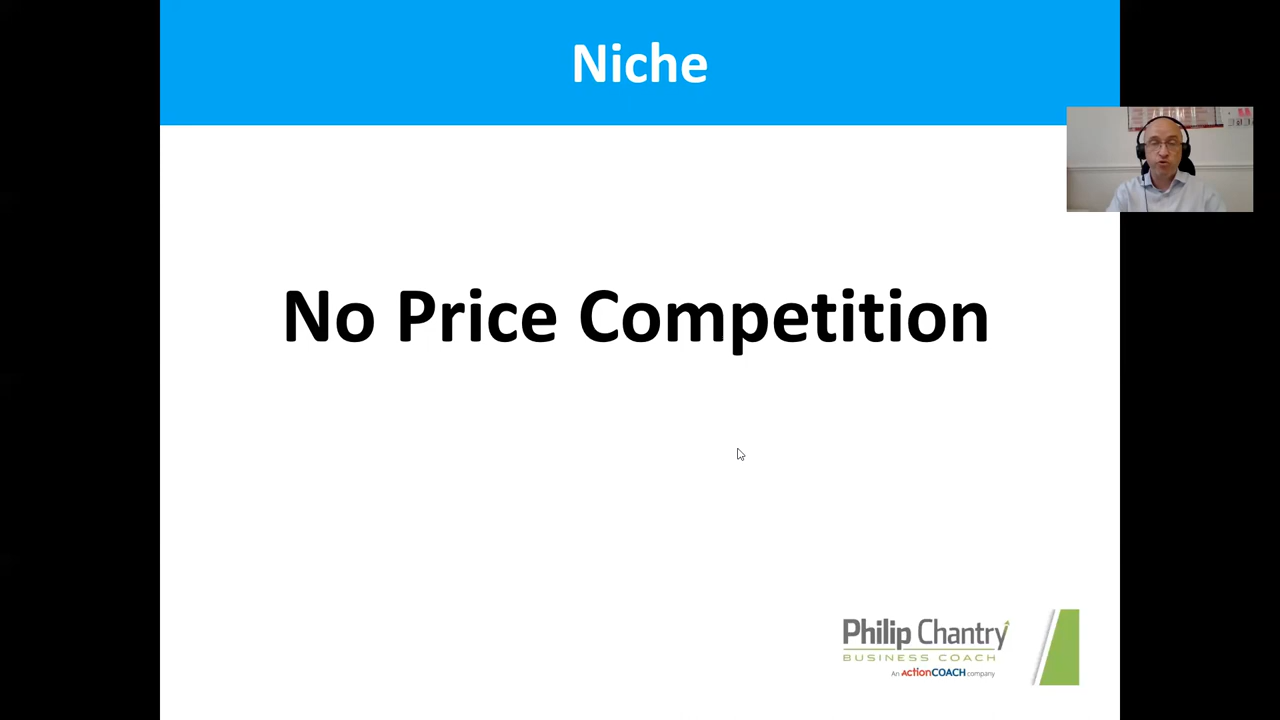 Niche
No Price Competition
Philip Chantry
BUSINESS COACH
An ActionCOACH company